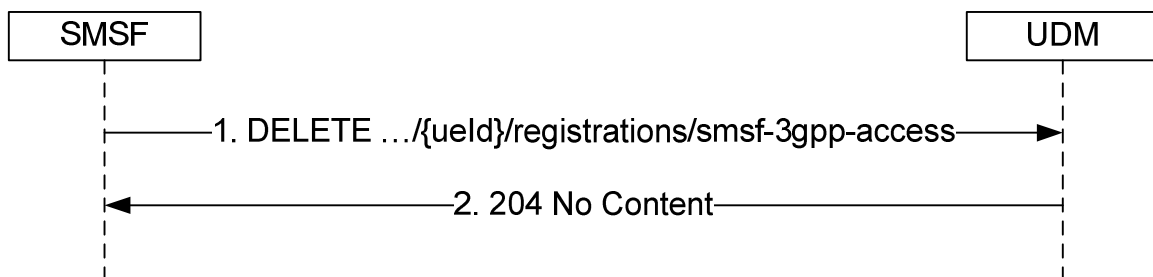 SMSF
UDM
1. DELETE …/{ueId}/registrations/smsf-3gpp-access
2. 204 No Content